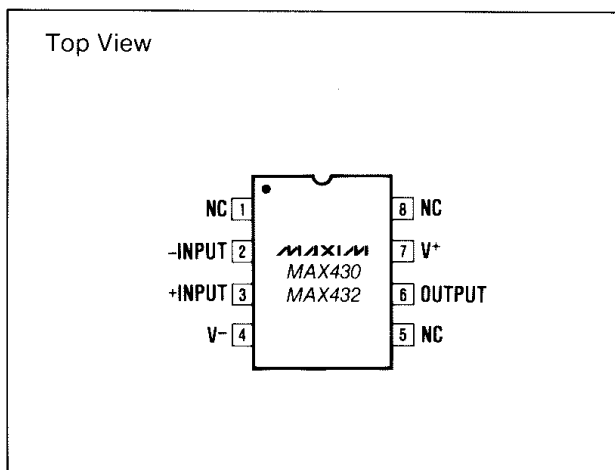 Top View
NC 1
-INPUT 2
+INPUT 3
V- 4
MAXIM
MAX430
MAX432
8 NC
7 V+
6 OUTPUT
5 NC